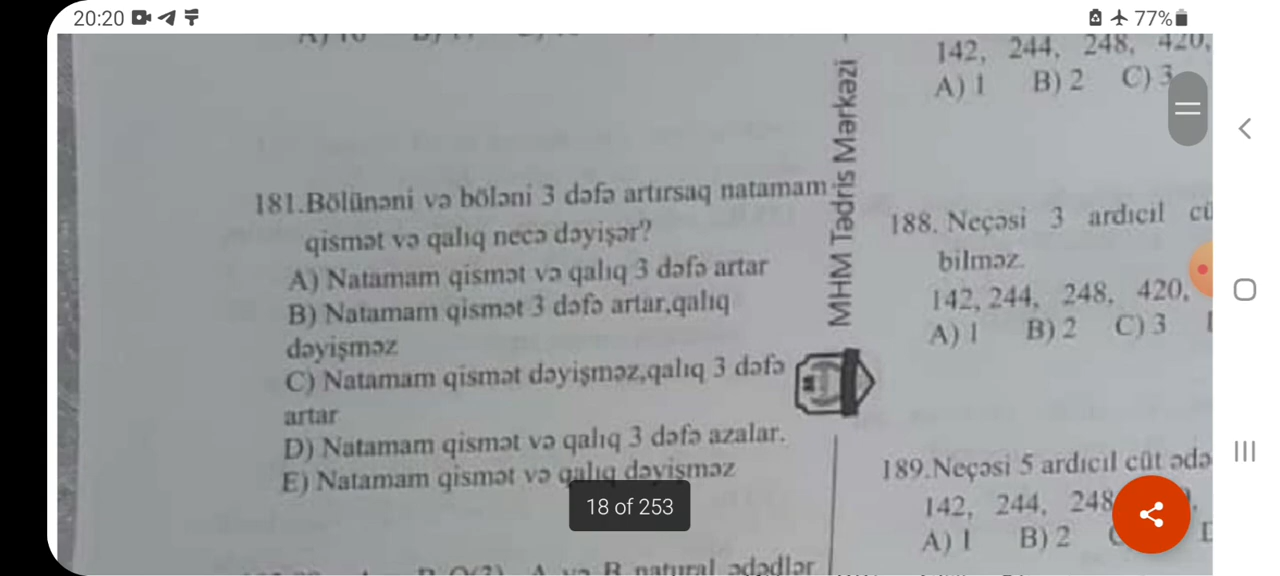 20:20
77%
142, 244, 248, 420,
A) 1 B) 2 C) 3
MHM Tədris Mərkəzi
181.Bölünəni və böləni 3 dəfə artırsaq natamam
qismət və qalıq necə dəyişər?
A) Natamam qismət və qalıq 3 dəfə artar
B) Natamam qismət 3 dəfə artar,qalıq
dəyişməz
C) Natamam qismət dəyişməz,qalıq 3 dəfə
artar
D) Natamam qismət və qalıq 3 dəfə azalar.
E) Natamam qismət və qalıq dəyişməz
18 of 253
188. Neçəsi 3 ardıcıl
bilməz.
142, 244, 248, 420,
A) 1 B) 2 C) 3
189.Neçəsi 5 ardıcıl cüt
142, 244, 248
A) 1 B) 2
A və B natural ədədlər